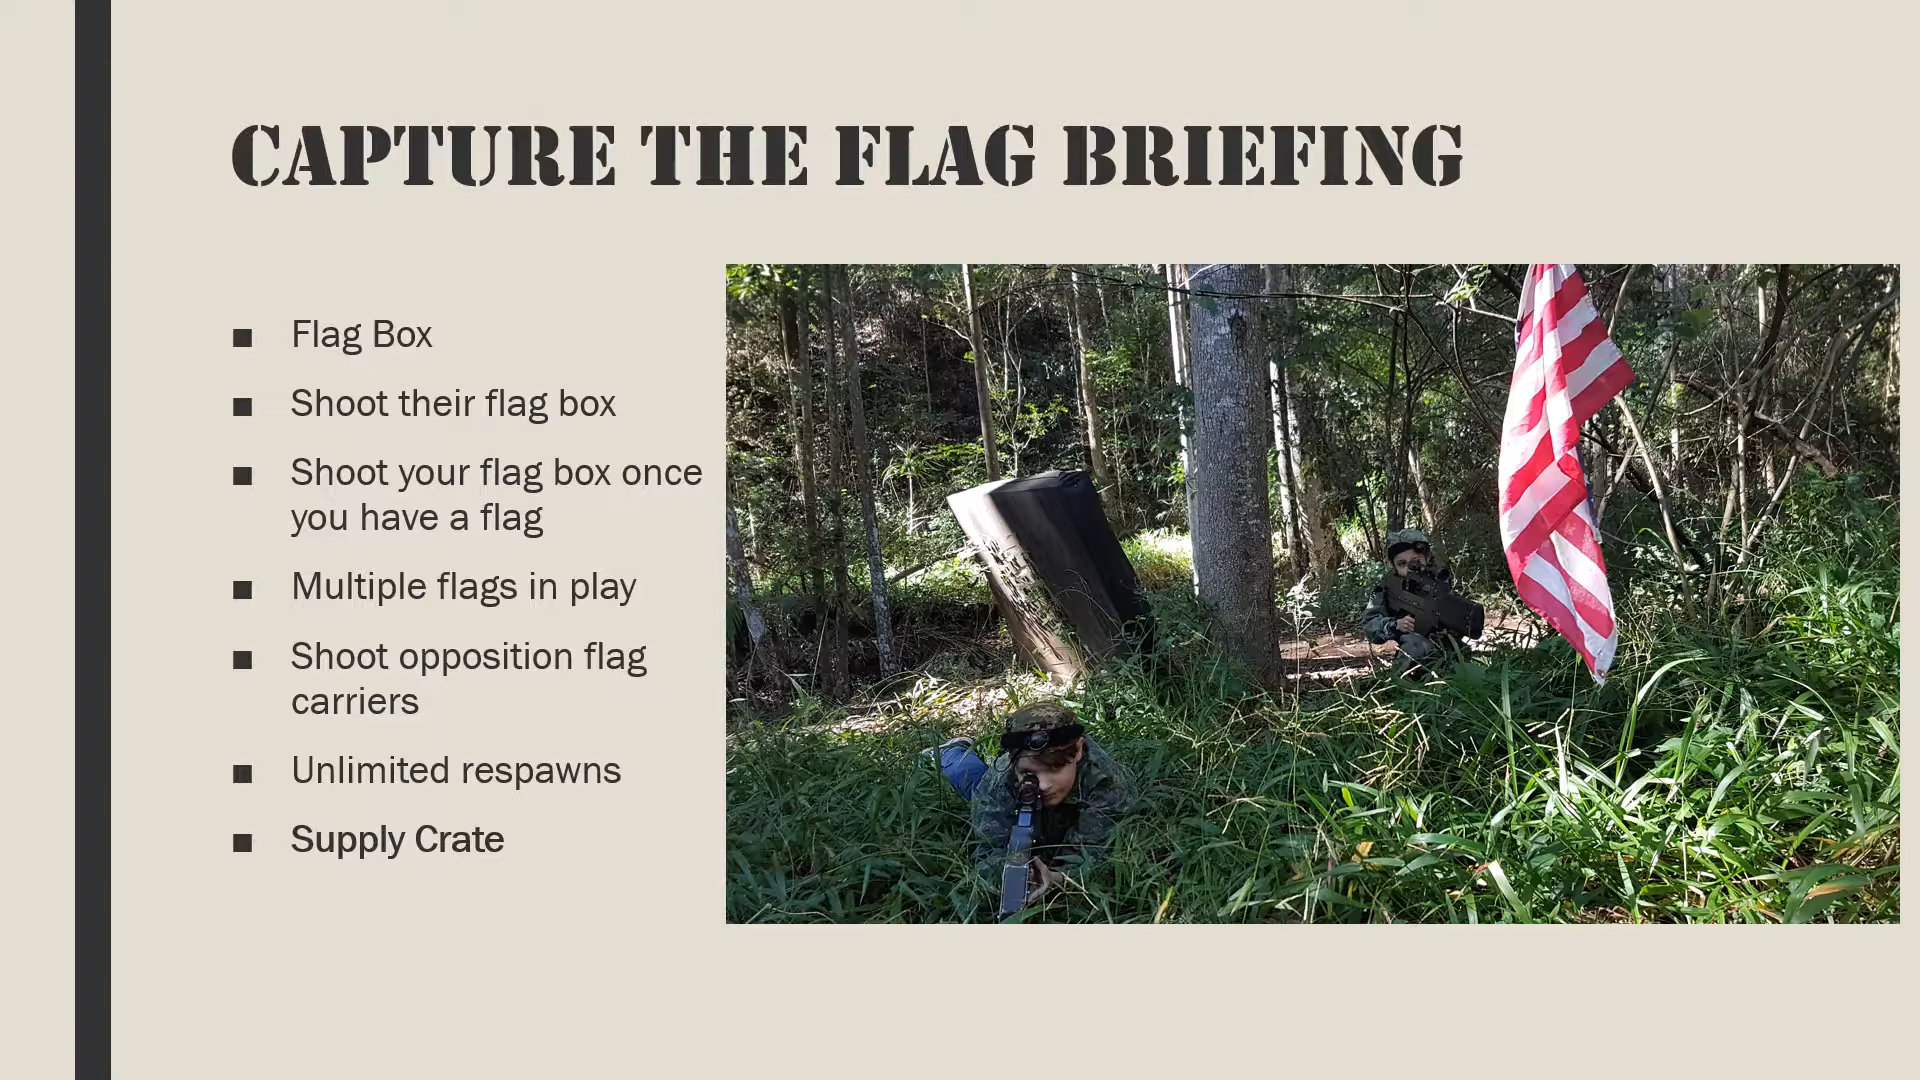 CAPTURE THE FLAG BRIEFING
■ Flag Box
■ Shoot their flag box
■ Shoot your flag box once
you have a flag
■ Multiple flags in play
■ Shoot opposition flag
carriers
■ Unlimited respawns
■ Supply Crate